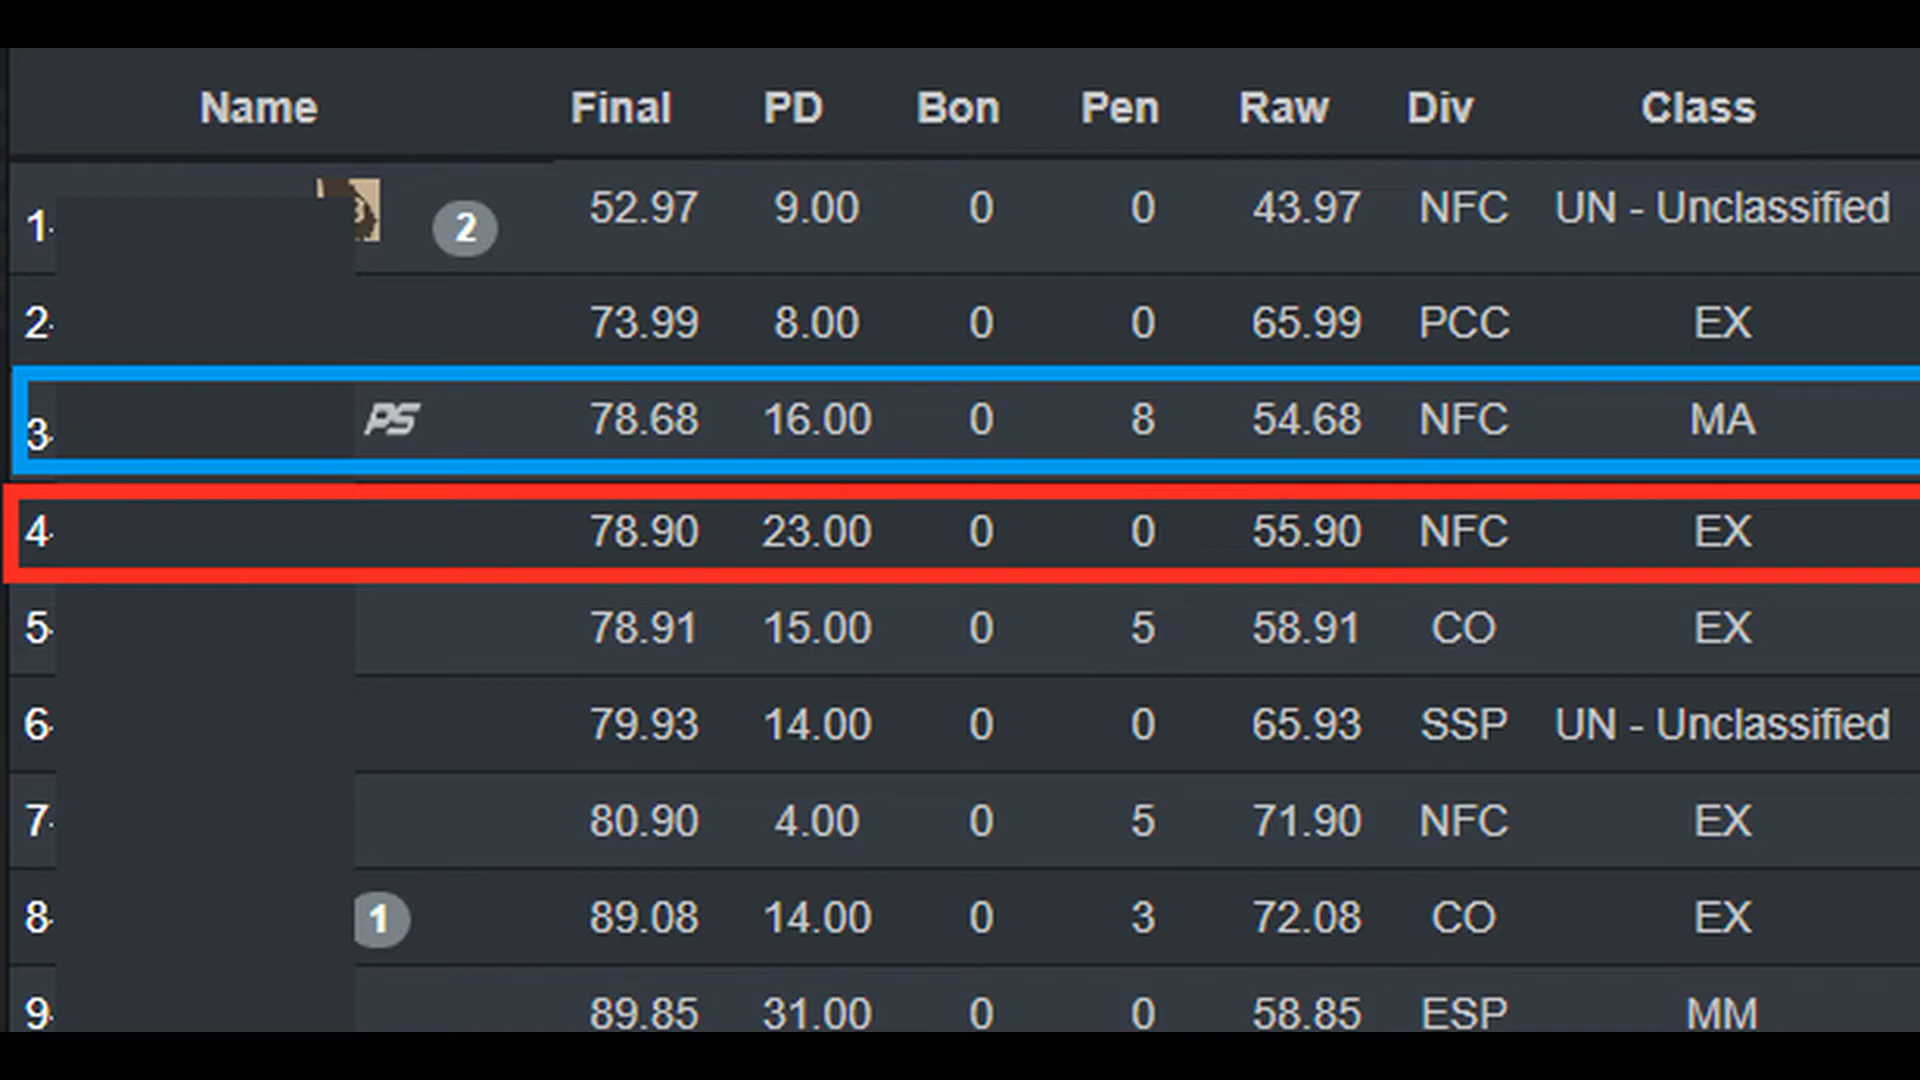 Name Final PD Bon Pen Raw Div Class
1. 2 52.97 9.00 0 0 43.97 NFC UN - Unclassified
2. 73.99 8.00 0 0 65.99 PCC EX
3. PS 78.68 16.00 0 8 54.68 NFC MA
4. 78.90 23.00 0 0 55.90 NFC EX
5. 78.91 15.00 0 5 58.91 CO EX
6. 79.93 14.00 0 0 65.93 SSP UN - Unclassified
7. 80.90 4.00 0 5 71.90 NFC EX
8. 1 89.08 14.00 0 3 72.08 CO EX
9. 89.85 31.00 0 0 58.85 ESP MM